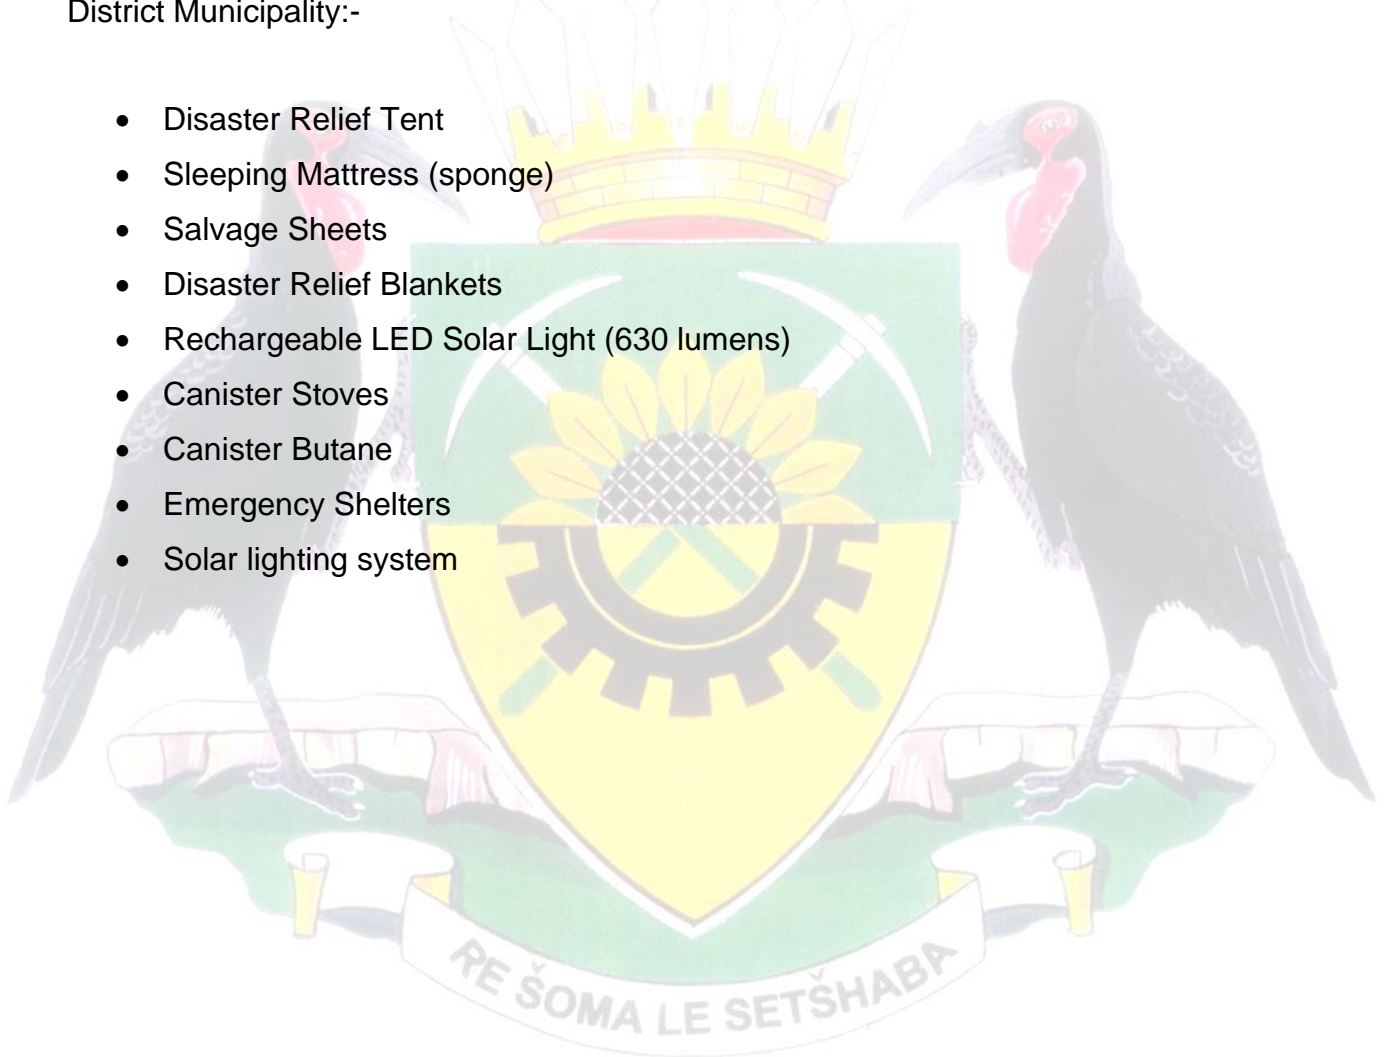 District Municipality:-
• Disaster Relief Tent
• Sleeping Mattress (sponge)
• Salvage Sheets
• Disaster Relief Blankets
• Rechargeable LED Solar Light (630 lumens)
• Canister Stoves
• Canister Butane
• Emergency Shelters
• Solar lighting system
RE ŠOMA LE SETŠHABA